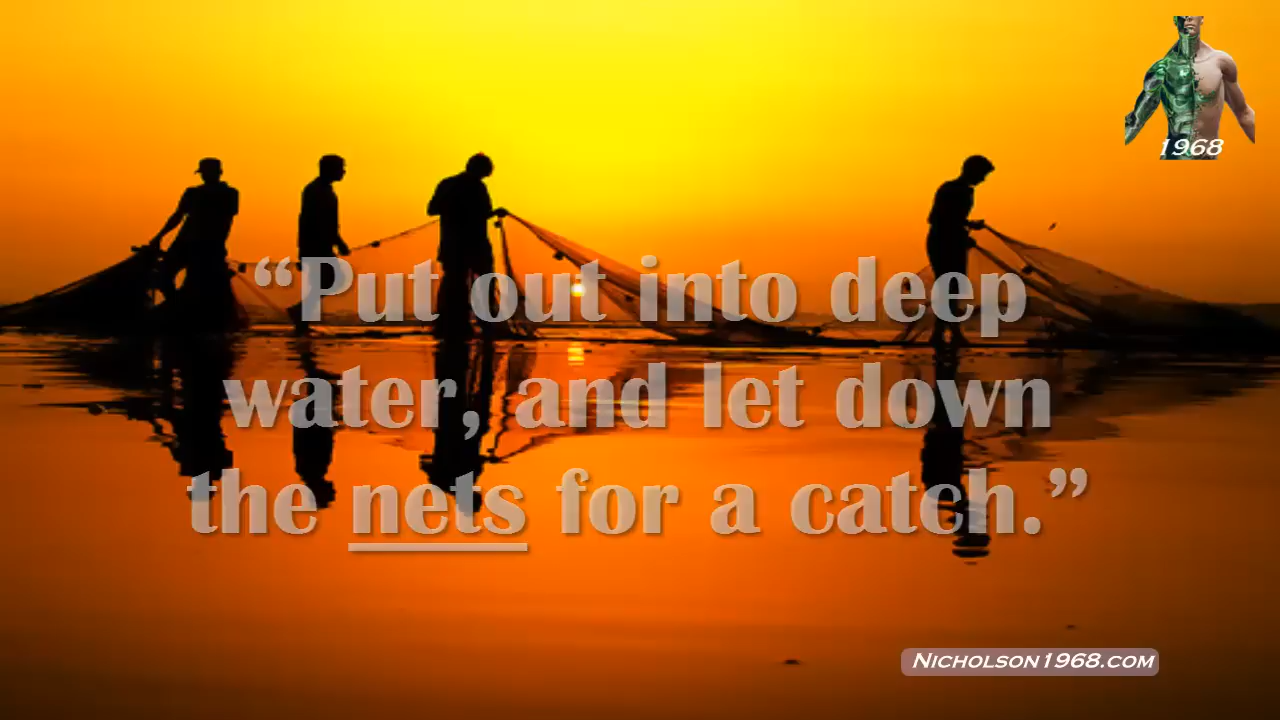 1968
“Put out into deep
water, and let down
the nets for a catch.”
Nicholson1968.com